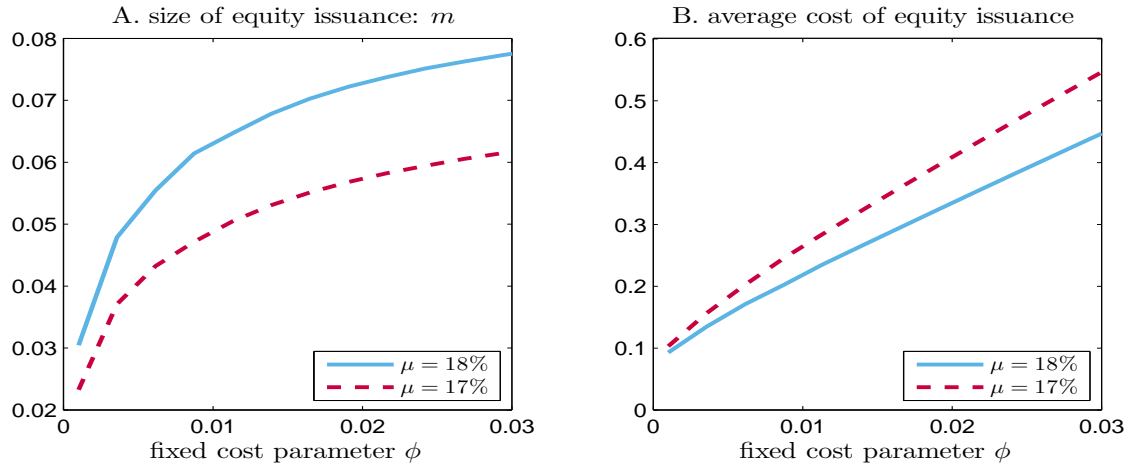 A. size of equity issuance: m
0.08
0.07
0.06
0.05
0.04
0.03
0.02
0
0.01
0.02
0.03
μ = 18%
μ = 17%
fixed cost parameter ϕ
B. average cost of equity issuance
0.6
0.5
0.4
0.3
0.2
0.1
0
0
0.01
0.02
0.03
μ = 18%
μ = 17%
fixed cost parameter ϕ